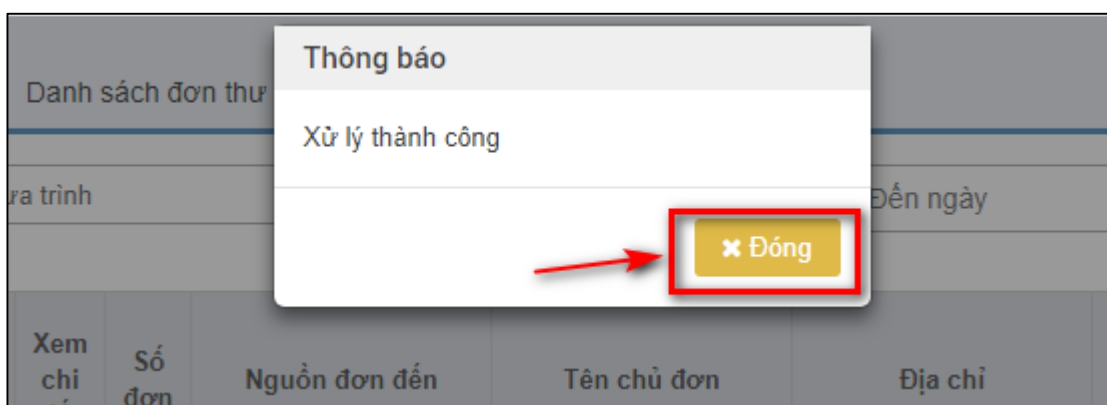 Thông báo
Danh sách đơn thư
Xử lý thành công
ưa trình
Đến ngày
✖ Đóng
Xem
chi
Số
đơn
Nguồn đơn đến
Tên chủ đơn
Địa chỉ